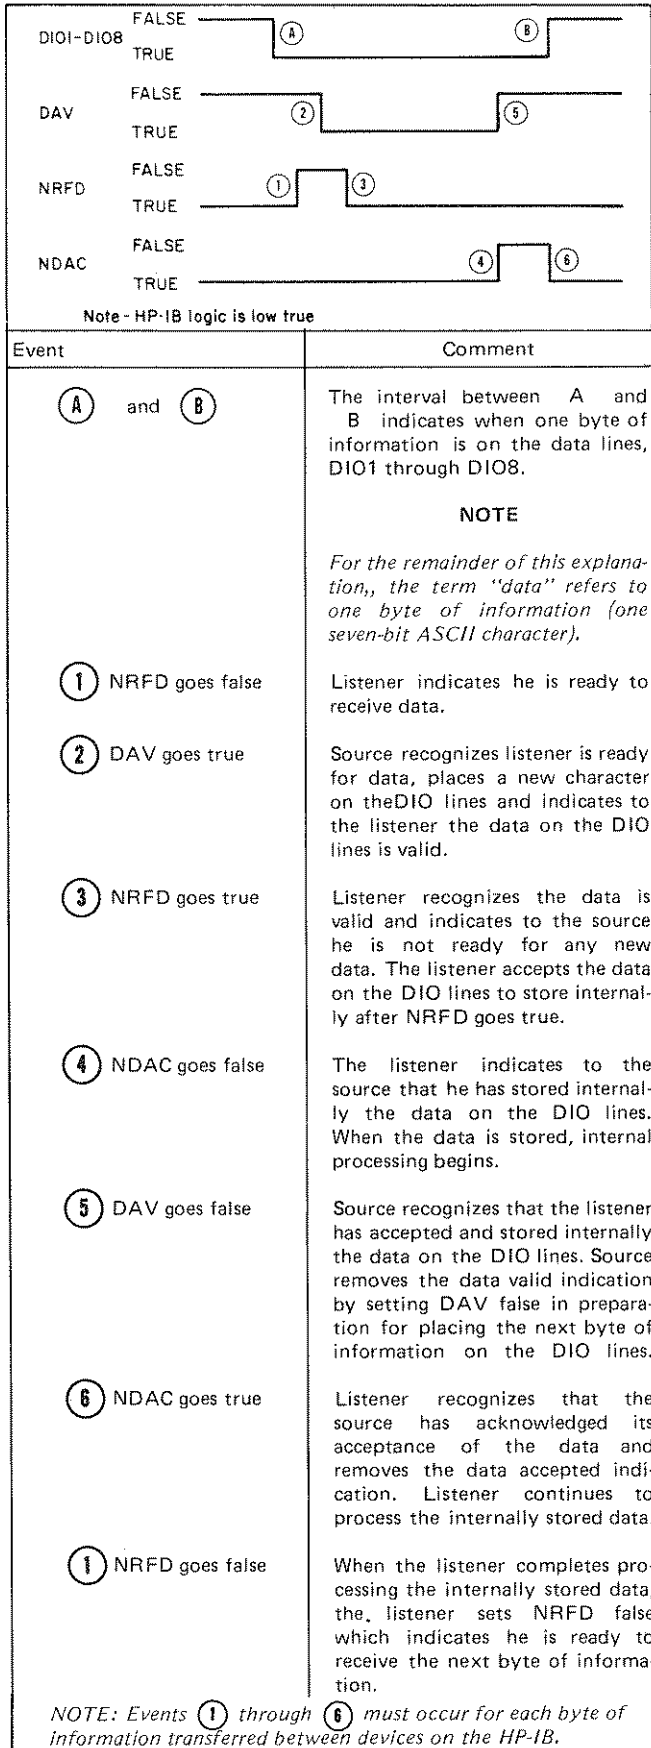 DIO1-DIO8
FALSE
TRUE
A
B
DAV
FALSE
TRUE
2
5
NRFD
FALSE
TRUE
1
3
NDAC
FALSE
TRUE
4
6
Note - HP-IB logic is low true
Event
Comment
A and B
The interval between A and
B indicates when one byte of
information is on the data lines,
DIO1 through DIO8.
NOTE
For the remainder of this explana-
tion,, the term "data" refers to
one byte of information (one
seven-bit ASCII character).
1 NRFD goes false
Listener indicates he is ready to
receive data.
2 DAV goes true
Source recognizes listener is ready
for data, places a new character
on theDIO lines and indicates to
the listener the data on the DIO
lines is valid.
3 NRFD goes true
Listener recognizes the data is
valid and indicates to the source
he is not ready for any new
data. The listener accepts the data
on the DIO lines to store internal-
ly after NRFD goes true.
4 NDAC goes false
The listener indicates to the
source that he has stored internal-
ly the data on the DIO lines.
When the data is stored, internal
processing begins.
5 DAV goes false
Source recognizes that the listener
has accepted and stored internally
the data on the DIO lines. Source
removes the data valid indication
by setting DAV false in prepara-
tion for placing the next byte of
information on the DIO lines.
6 NDAC goes true
Listener recognizes that the
source has acknowledged its
acceptance of the data and
removes the data accepted indi-
cation. Listener continues to
process the internally stored data.
1 NRFD goes false
When the listener completes pro-
cessing the internally stored data,
the. listener sets NRFD false
which indicates he is ready to
receive the next byte of informa-
tion.
NOTE: Events 1 through 6 must occur for each byte of
information transferred between devices on the HP-IB.